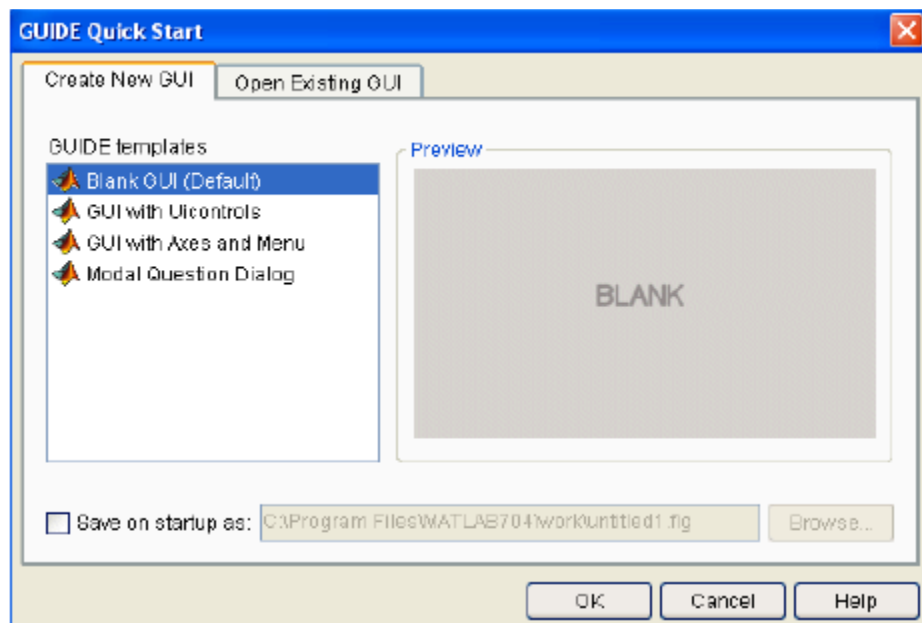 GUIDE Quick Start
Create New GUI
Open Existing GUI
GUIDE templates
Blank GUI (Default)
GUI with Uicontrols
GUI with Axes and Menu
Modal Question Dialog
Preview
BLANK
Save on startup as:
C:\Program Files\MATLAB704\work\untitled1.fig
Browse...
OK
Cancel
Help